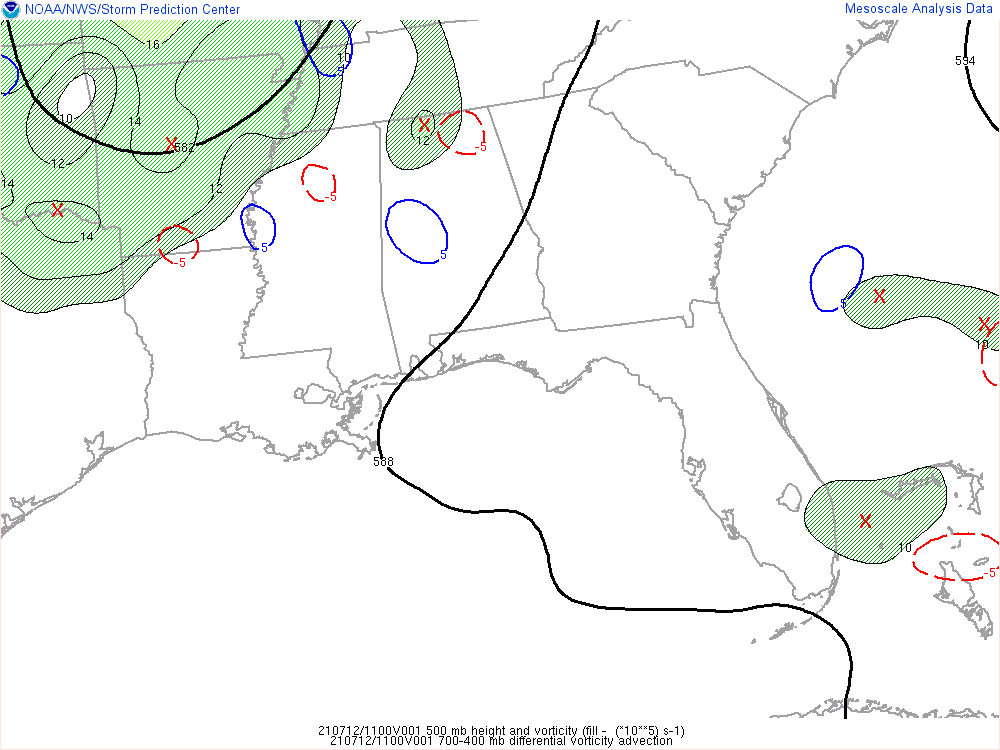 NOAA/NWS/Storm Prediction Center
Mesoscale Analysis Data
16
10
5
594
10
14
582
X
X
12
-5
12
14
12
-5
X
14
-5
5
5
5
X
X
10
588
X
10
-5
210712/1100V001 500 mb height and vorticity (fill - (*10**5) s-1)
210712/1100V001 700-400 mb differential vorticity advection